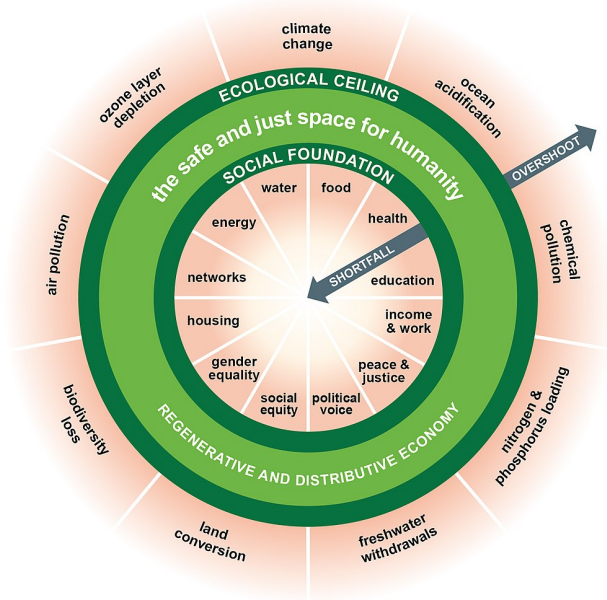 climate
change
ocean
acidification
chemical
pollution
nitrogen &
phosphorus loading
freshwater
withdrawals
land
conversion
biodiversity
loss
air pollution
ozone layer
depletion
ECOLOGICAL CEILING
the safe and just space for humanity
SOCIAL FOUNDATION
OVERSHOOT
SHORTFALL
water
food
health
education
income
& work
peace &
justice
political
voice
social
equity
gender
equality
housing
networks
energy
REGENERATIVE AND DISTRIBUTIVE ECONOMY